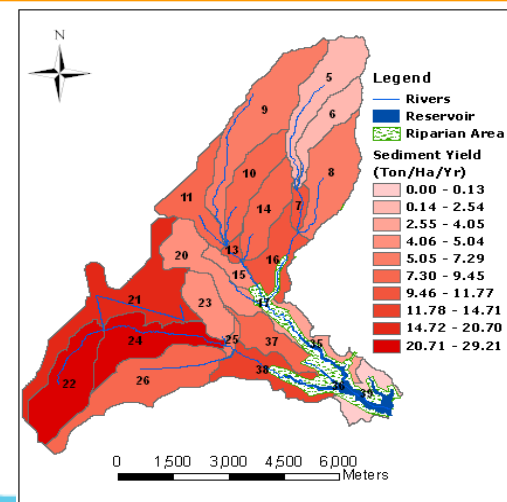 N
Legend
Rivers
Reservoir
Riparian Area
Sediment Yield
(Ton/Ha/Yr)
0.00 - 0.13
0.14 - 2.54
2.55 - 4.05
4.06 - 5.04
5.05 - 7.29
7.30 - 9.45
9.46 - 11.77
11.78 - 14.71
14.72 - 20.70
20.71 - 29.21
5
9
6
10
8
11
14
7
13
20
16
15
21
23
17
24
25
37
35
22
26
38
39
0 1,500 3,000 4,500 6,000
Meters